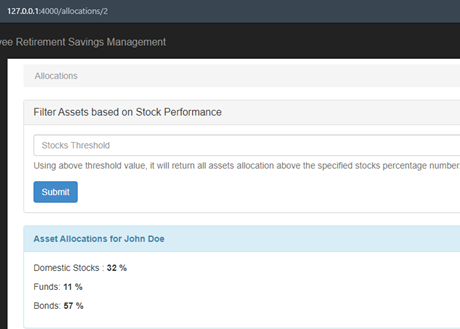 127.0.0.1:4000/allocations/2
Retirement Savings Management
Allocations
Filter Assets based on Stock Performance
Stocks Threshold
Using above threshold value, it will return all assets allocation above the specified stocks percentage number
Submit
Asset Allocations for John Doe
Domestic Stocks : 32 %
Funds: 11 %
Bonds: 57 %